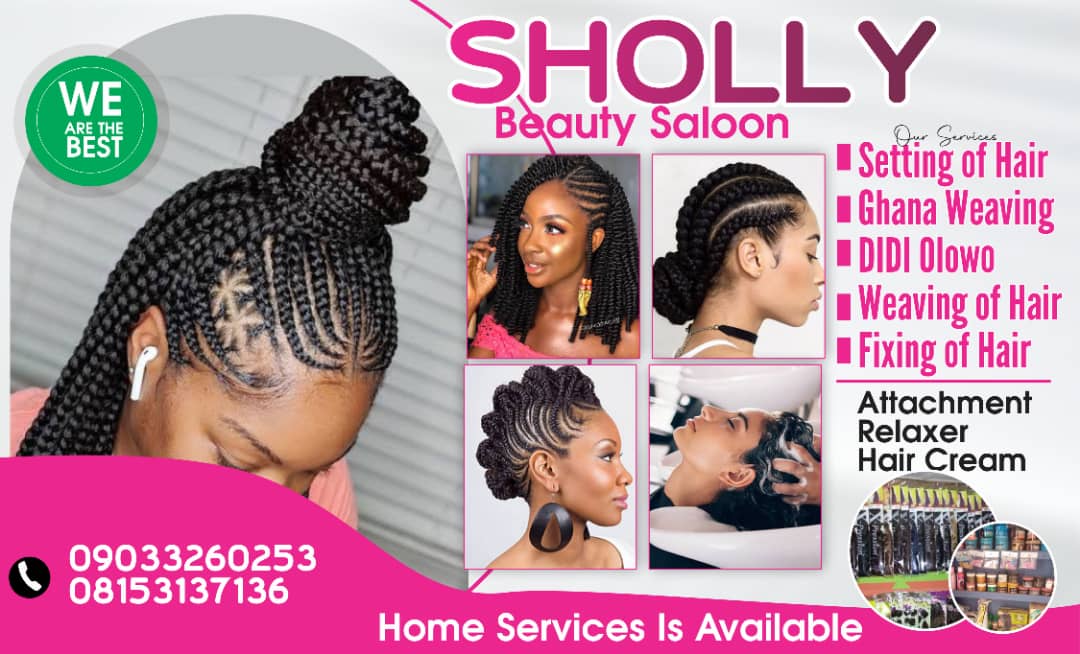 WE
ARE THE
BEST
SHOLLY
Beauty Saloon
Our Services
Setting of Hair
Ghana Weaving
DIDI Olowo
Weaving of Hair
Fixing of Hair
Attachment
Relaxer
Hair Cream
09033260253
08153137136
Home Services Is Available